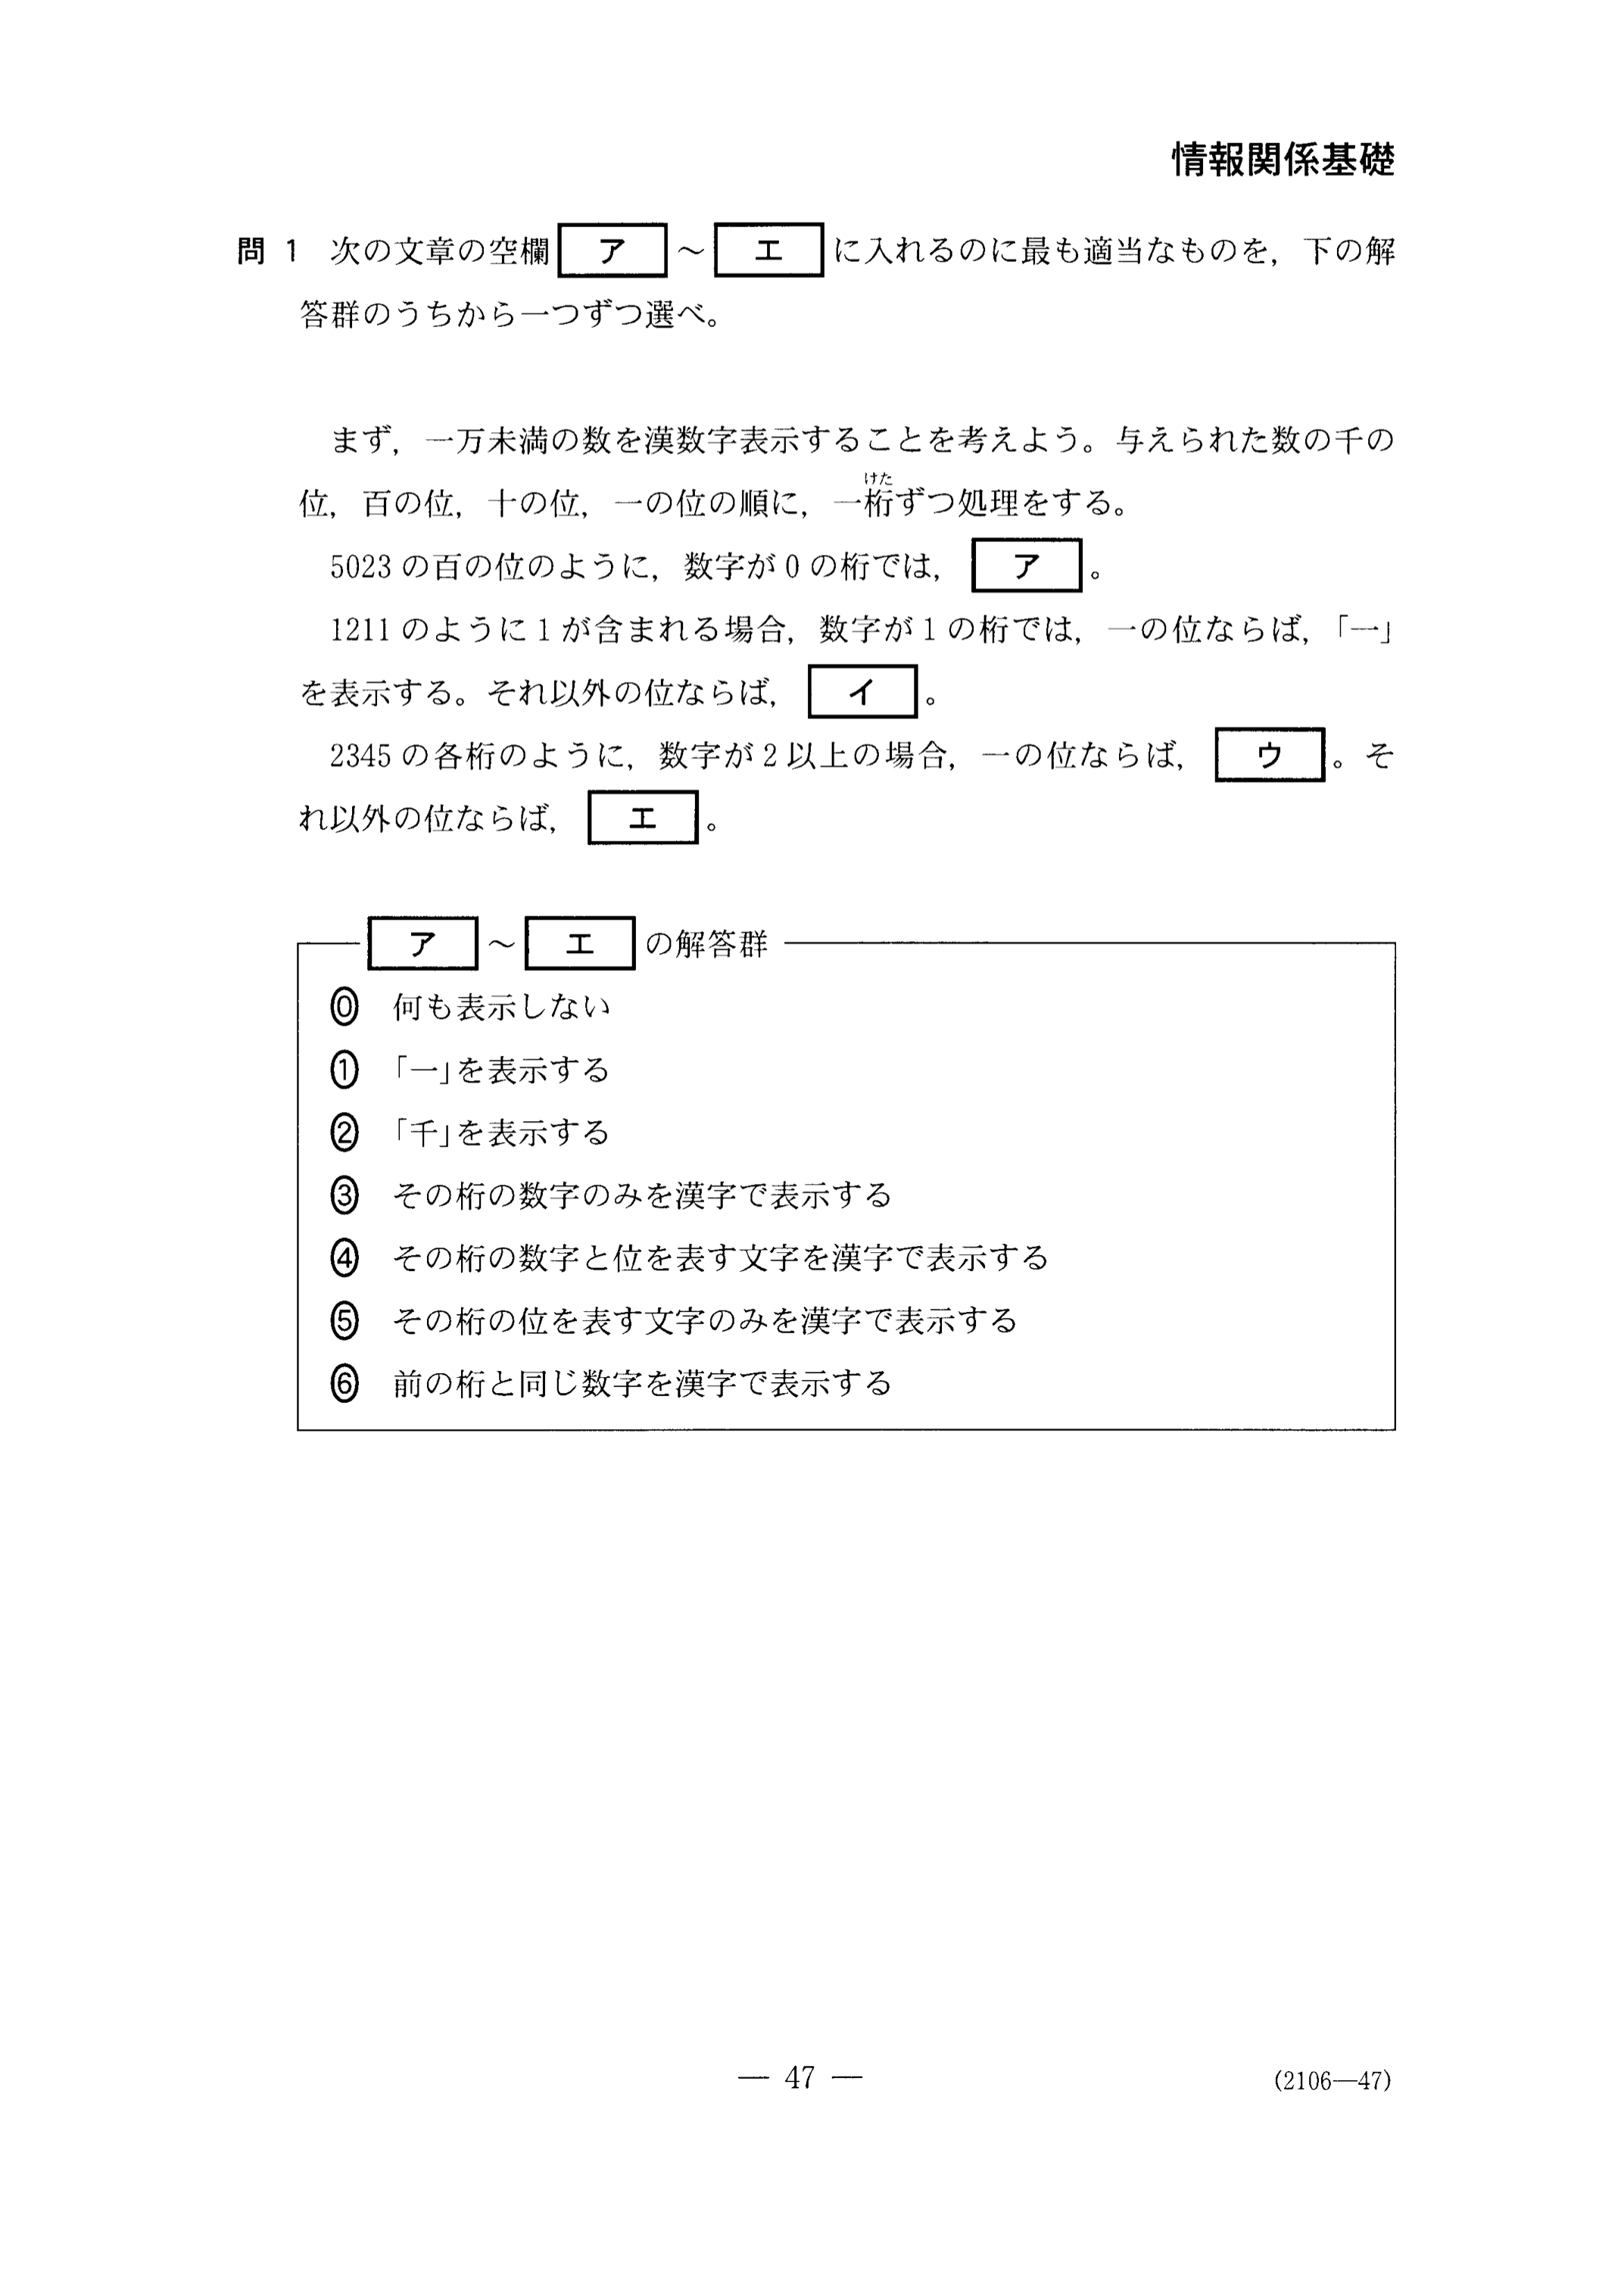 情報関係基礎
問 1 次の文章の空欄 ア ～ エ に入れるのに最も適当なものを，下の解
答群のうちから一つずつ選べ。
まず，一万未満の数を漢数字表示することを考えよう。与えられた数の千の
けた
位，百の位，十の位，一の位の順に，一桁ずつ処理をする。
5023 の百の位のように，数字が 0 の桁では， ア 。
1211 のように 1 が含まれる場合，数字が 1 の桁では，一の位ならば，「一」
を表示する。それ以外の位ならば， イ 。
2345 の各桁のように，数字が 2 以上の場合，一の位ならば， ウ 。そ
れ以外の位ならば， エ 。
ア ～ エ の解答群
⓪ 何も表示しない
① 「一」を表示する
② 「千」を表示する
③ その桁の数字のみを漢字で表示する
④ その桁の数字と位を表す文字を漢字で表示する
⑤ その桁の位を表す文字のみを漢字で表示する
⑥ 前の桁と同じ数字を漢字で表示する
— 47 —
(2106—47)